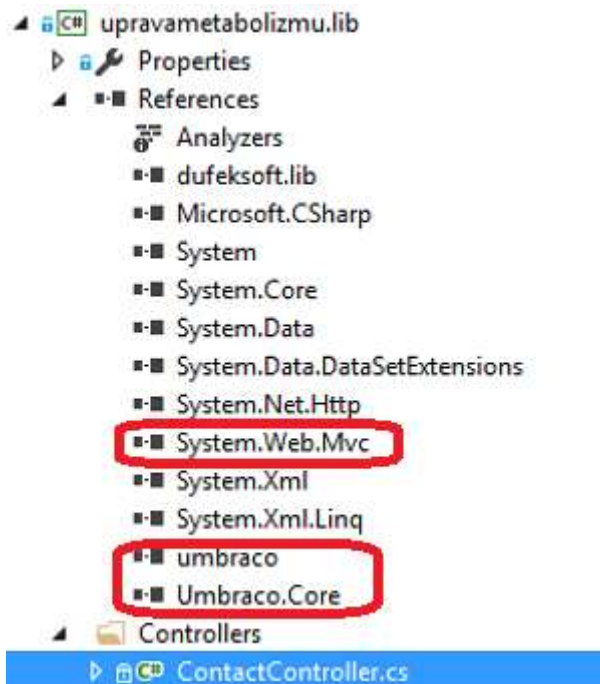 C# upravametabolizmu.lib
Properties
References
Analyzers
dufeksoft.lib
Microsoft.CSharp
System
System.Core
System.Data
System.Data.DataSetExtensions
System.Net.Http
System.Web.Mvc
System.Xml
System.Xml.Linq
umbraco
Umbraco.Core
Controllers
C# ContactController.cs